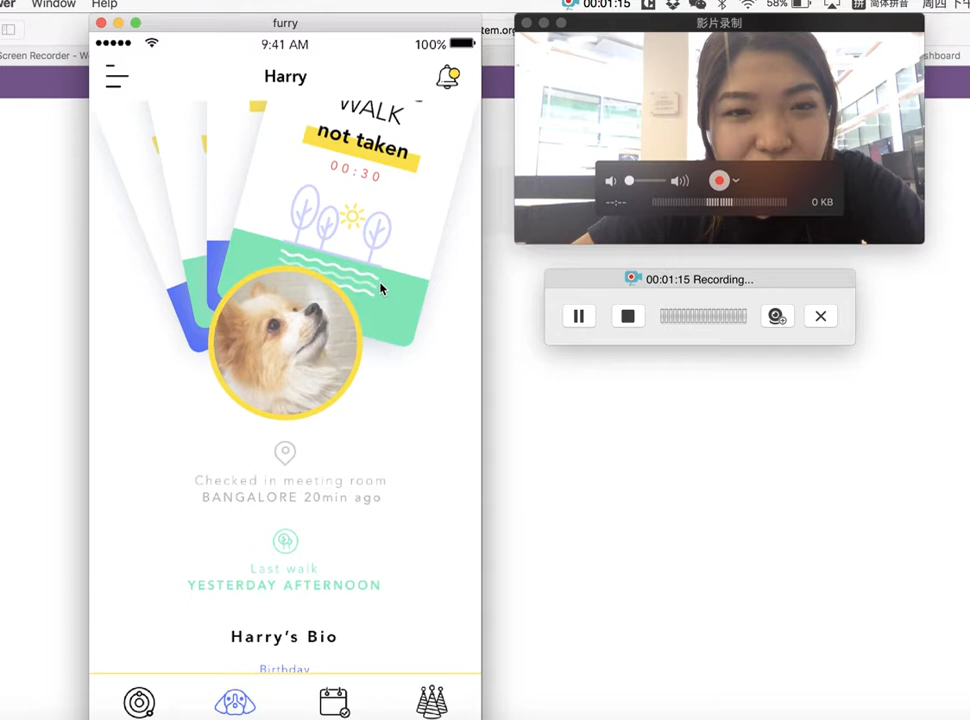 Window Help
00:01:15
58%
简体拼音
周四 下午
furry
9:41 AM
100%
Harry
WALK
not taken
00:30
Checked in meeting room
BANGALORE 20min ago
Last walk
YESTERDAY AFTERNOON
Harry's Bio
Birthday
tem.org
Screen Recorder
影片录制
--:--
0 KB
00:01:15 Recording...